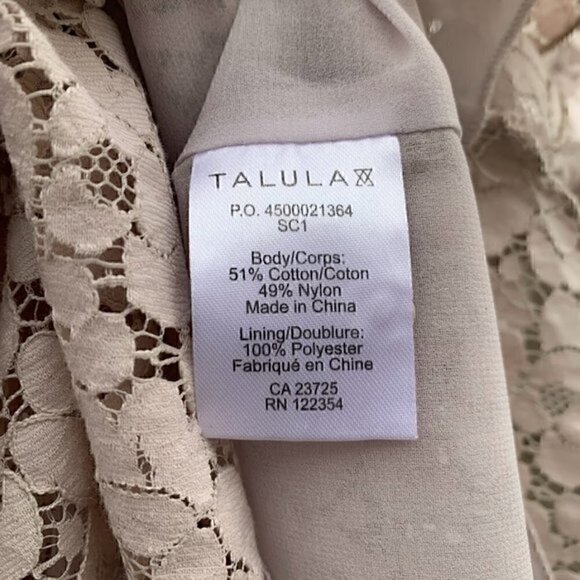 TALULA
P.O. 4500021364
SC1
Body/Corps:
51% Cotton/Coton
49% Nylon
Made in China
Lining/Doublure:
100% Polyester
Fabriqué en Chine
CA 23725
RN 122354